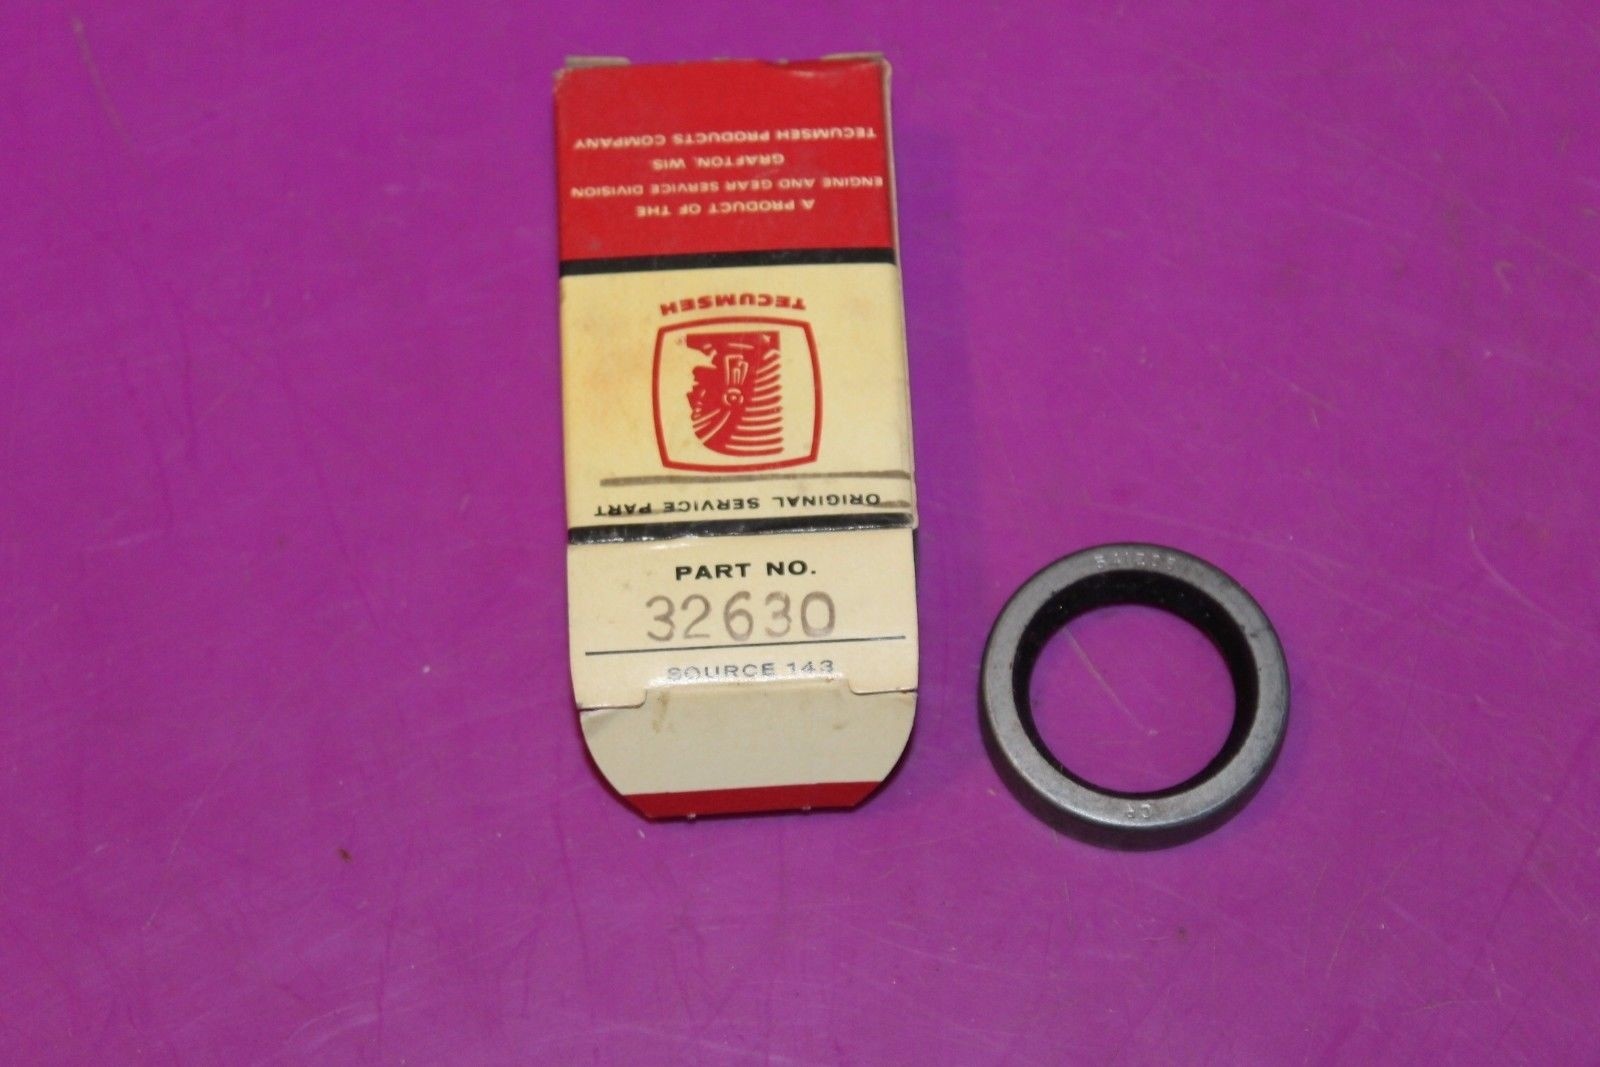 ORIGINAL SERVICE PART
TECUMSEH
A PRODUCT OF THE
ENGINE AND GEAR SERVICE DIVISION
GRAFTON, WIS.
TECUMSEH PRODUCTS COMPANY
PART NO.
32630
SOURCE 143
CR